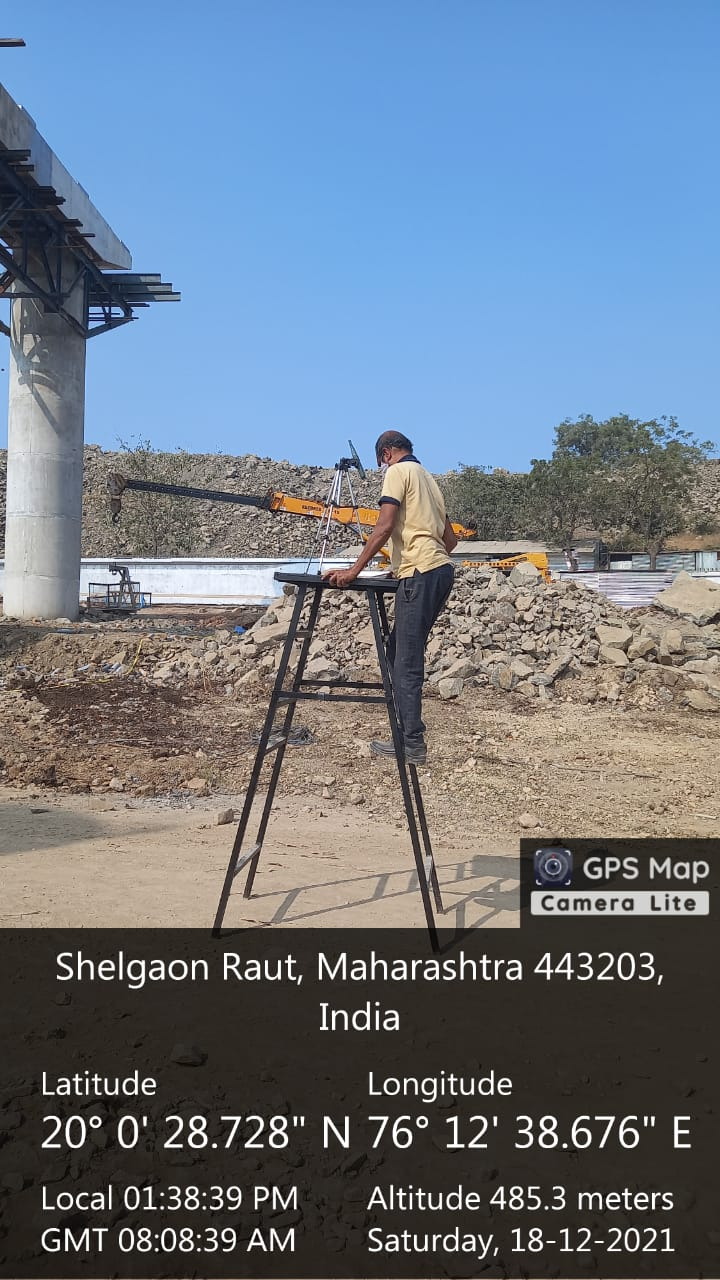 GPS Map
Camera Lite
Shelgaon Raut, Maharashtra 443203,
India
Latitude
Longitude
20° 0' 28.728" N
76° 12' 38.676" E
Local 01:38:39 PM
Altitude 485.3 meters
GMT 08:08:39 AM
Saturday, 18-12-2021